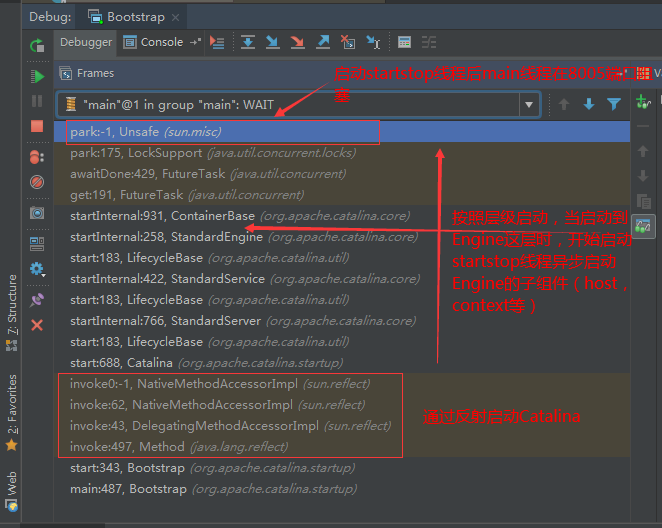 Debug: Bootstrap
Debugger Console
Frames
启动startstop线程后main线程在8005端口
"main"@1 in group "main": WAIT
park:-1, Unsafe (sun.misc)
park:175, LockSupport (java.util.concurrent.locks)
awaitDone:429, FutureTask (java.util.concurrent)
get:191, FutureTask (java.util.concurrent)
startInternal:931, ContainerBase (org.apache.catalina.core)
startInternal:258, StandardEngine (org.apache.catalina.core)
start:183, LifecycleBase (org.apache.catalina.util)
startInternal:422, StandardService (org.apache.catalina.core)
start:183, LifecycleBase (org.apache.catalina.util)
startInternal:766, StandardServer (org.apache.catalina.core)
start:183, LifecycleBase (org.apache.catalina.util)
start:688, Catalina (org.apache.catalina.startup)
按照层级启动，当启动到
Engine这层时，开始启动
startstop线程异步启动
Engine的子组件（host，
context等）
invoke0:-1, NativeMethodAccessorImpl (sun.reflect)
invoke:62, NativeMethodAccessorImpl (sun.reflect)
invoke:43, DelegatingMethodAccessorImpl (sun.reflect)
invoke:497, Method (java.lang.reflect)
通过反射启动Catalina
start:343, Bootstrap (org.apache.catalina.startup)
main:487, Bootstrap (org.apache.catalina.startup)
7: Structure
2: Favorites
Web